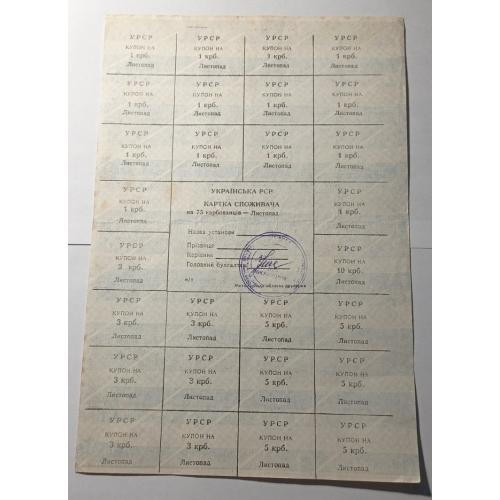 УРСР УРСР УРСР УРСР
КУПОН НА КУПОН НА КУПОН НА КУПОН НА
1 крб. 1 крб. 1 крб. 1 крб.
Листопад Листопад Листопад Листопад
УРСР УРСР УРСР УРСР
КУПОН НА КУПОН НА КУПОН НА КУПОН НА
1 крб. 1 крб. 1 крб. 1 крб.
Листопад Листопад Листопад Листопад
УРСР УРСР УРСР УРСР
КУПОН НА КУПОН НА КУПОН НА КУПОН НА
1 крб. 1 крб. 1 крб. 1 крб.
Листопад Листопад Листопад Листопад
УРСР
КУПОН НА
1 крб.
Листопад
УРСР
КУПОН НА
3 крб.
Листопад
УКРАЇНСЬКА РСР
КАРТКА СПОЖИВАЧА
на 75 карбованців — Листопад
Назва установи
Прізвище
Керівник
Головний бухгалтер
м/п
УРСР
КУПОН НА
1 крб.
Листопад
УРСР
КУПОН НА
10 крб.
Листопад
УРСР УРСР УРСР УРСР
КУПОН НА КУПОН НА КУПОН НА КУПОН НА
3 крб. 3 крб. 5 крб. 5 крб.
Листопад Листопад Листопад Листопад
УРСР УРСР УРСР УРСР
КУПОН НА КУПОН НА КУПОН НА КУПОН НА
3 крб. 3 крб. 5 крб. 5 крб.
Листопад Листопад Листопад Листопад
УРСР УРСР УРСР УРСР
КУПОН НА КУПОН НА КУПОН НА КУПОН НА
3 крб. 3 крб. 5 крб. 5 крб.
Листопад Листопад Листопад Листопад